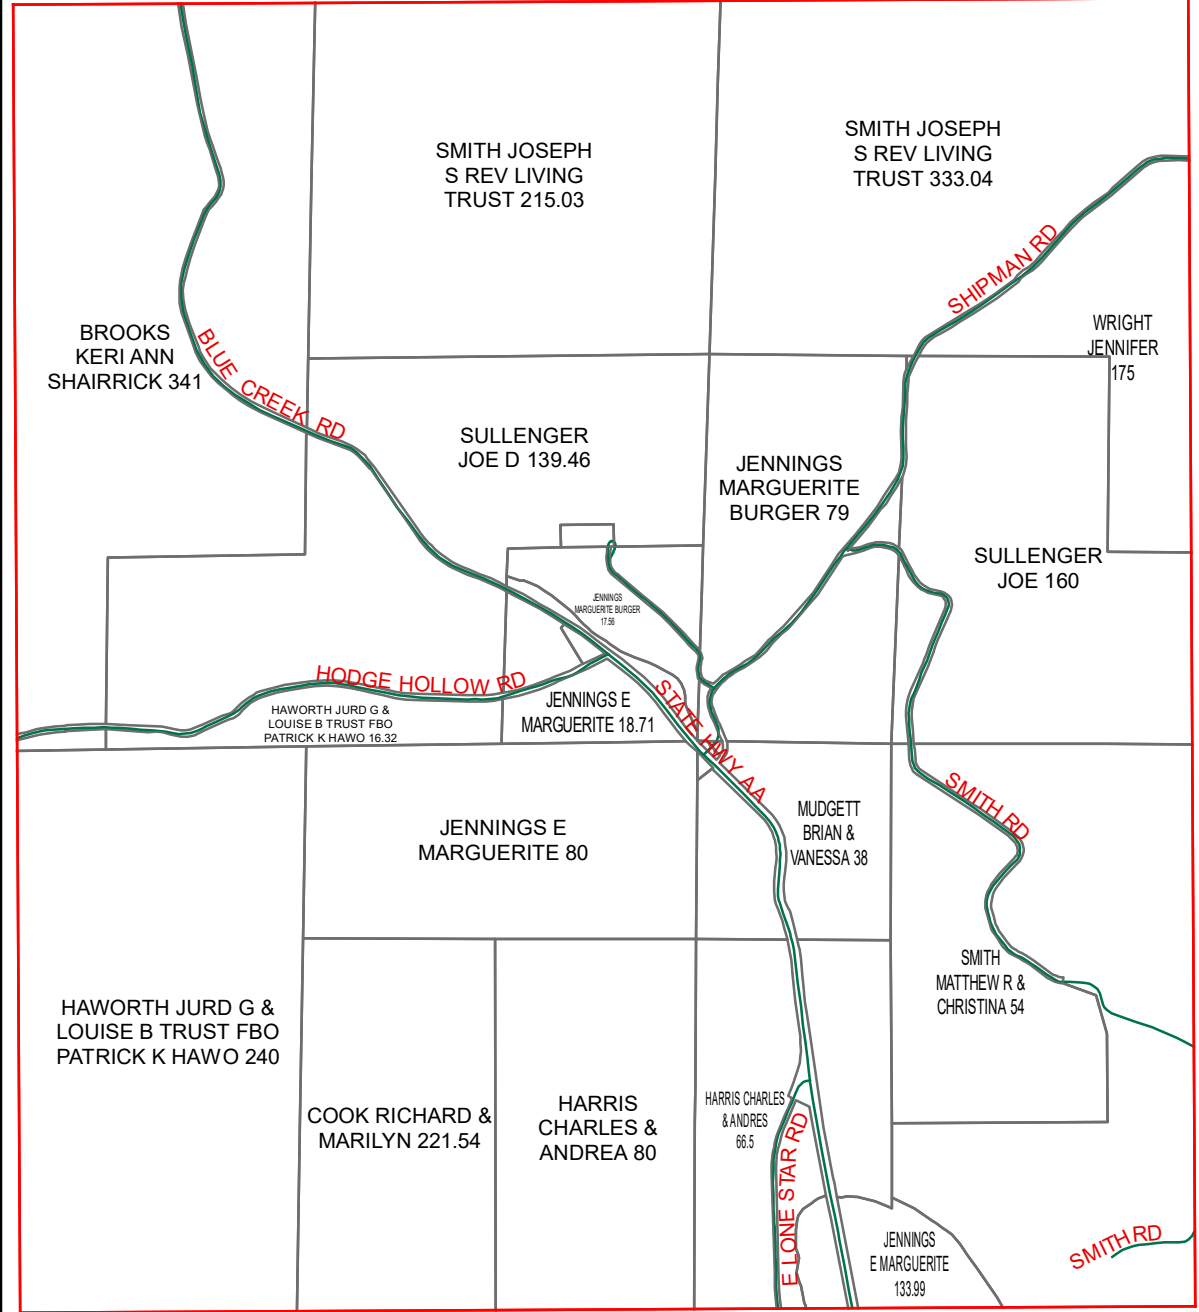 SMITH JOSEPH
S REV LIVING
TRUST 215.03
SMITH JOSEPH
S REV LIVING
TRUST 333.04
SHIPMAN RD
WRIGHT
JENNIFER
175
BROOKS
KERI ANN
SHAIRRICK 341
BLUE CREEK RD
SULLENGER
JOE D 139.46
JENNINGS
MARGUERITE
BURGER 79
SULLENGER
JOE 160
JENNINGS
MARGUERITE BURGER
17.56
HODGE HOLLOW RD
HAWORTH JURD G &
LOUISE B TRUST FBO
PATRICK K HAWO 16.32
JENNINGS E
MARGUERITE 18.71
STATE HWY AA
JENNINGS E
MARGUERITE 80
MUDGETT
BRIAN &
VANESSA 38
SMITH RD
SMITH
MATTHEW R &
CHRISTINA 54
HAWORTH JURD G &
LOUISE B TRUST FBO
PATRICK K HAWO 240
COOK RICHARD &
MARILYN 221.54
HARRIS
CHARLES &
ANDREA 80
HARRIS CHARLES
& ANDRES
66.5
E LONE STAR RD
JENNINGS
E MARGUERITE
133.99
SMITH RD